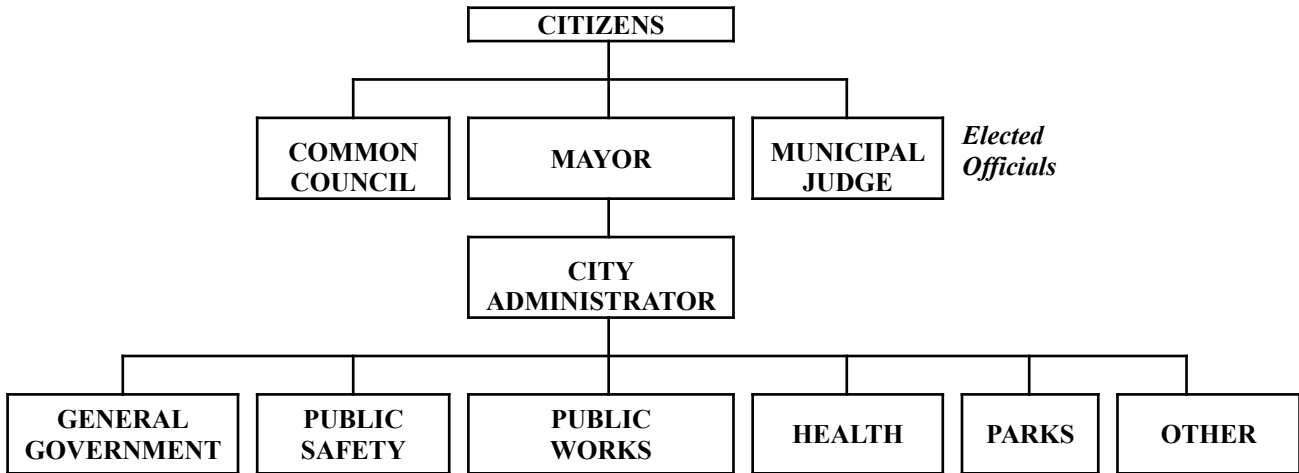 CITIZENS
COMMON
COUNCIL
MAYOR
MUNICIPAL
JUDGE
Elected
Officials
CITY
ADMINISTRATOR
GENERAL
GOVERNMENT
PUBLIC
SAFETY
PUBLIC
WORKS
HEALTH
PARKS
OTHER